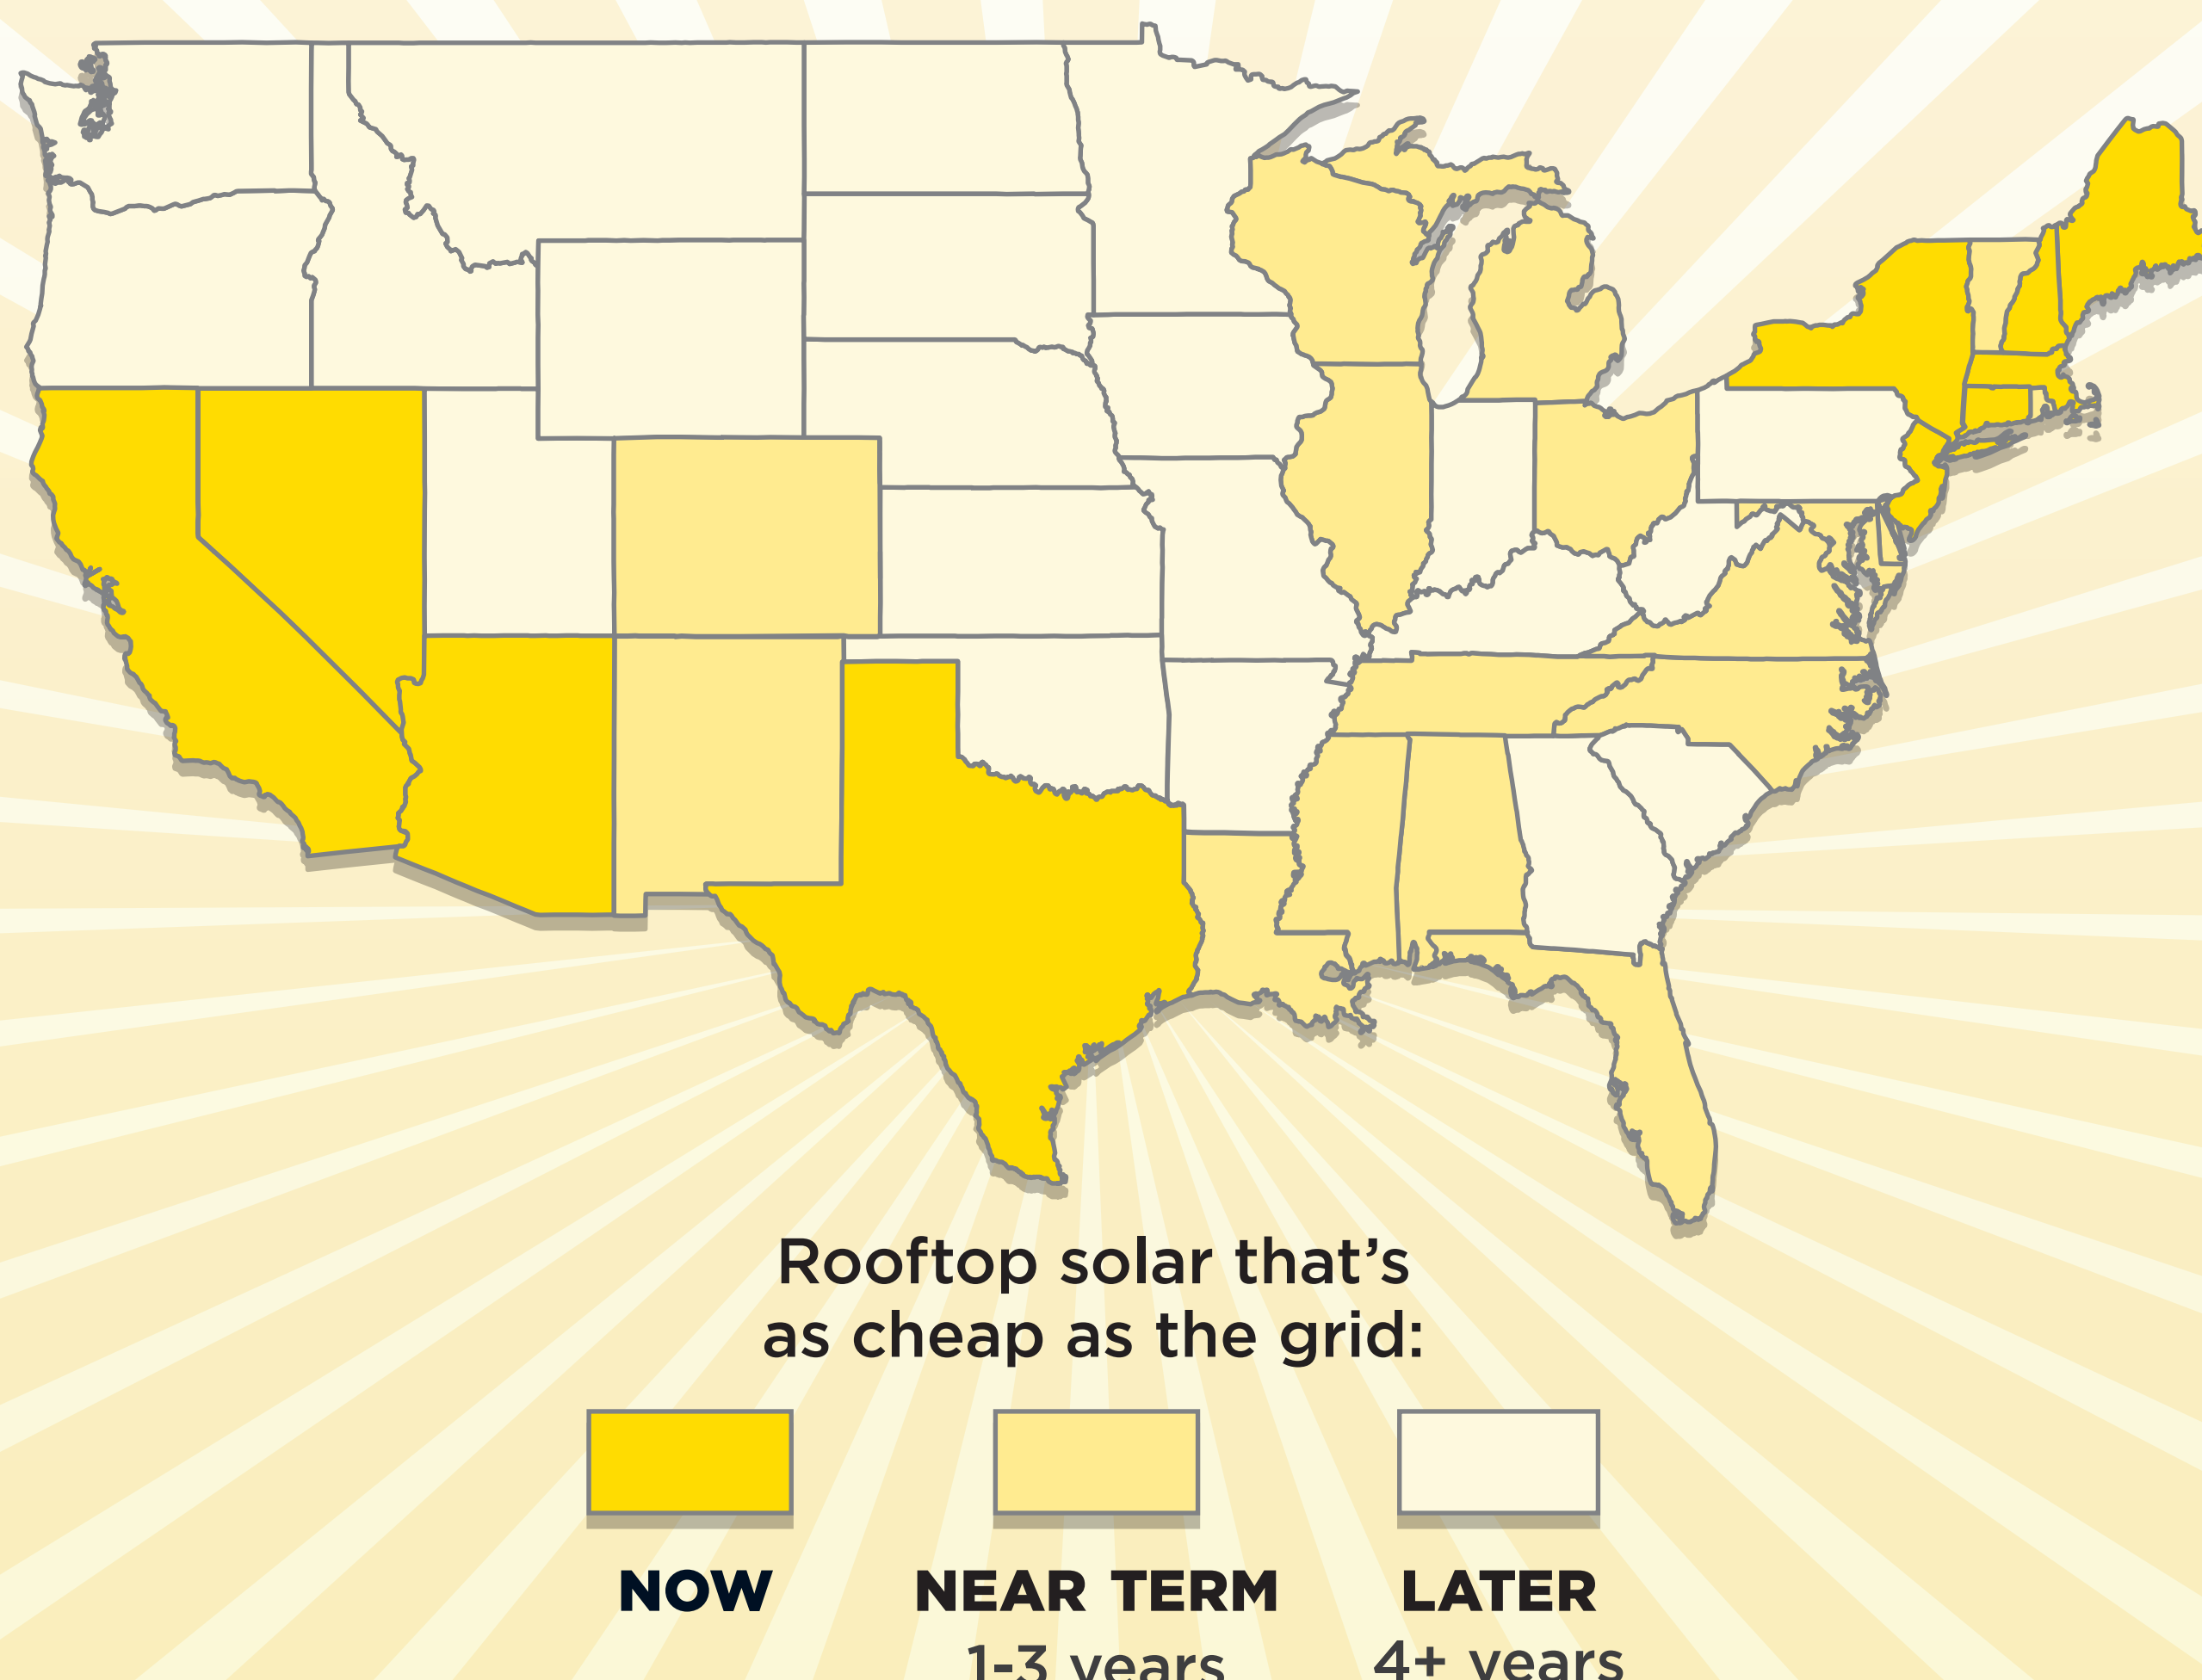 Rooftop solar that’s
as cheap as the grid:
NOW NEAR TERM LATER
1-3 years 4+ years